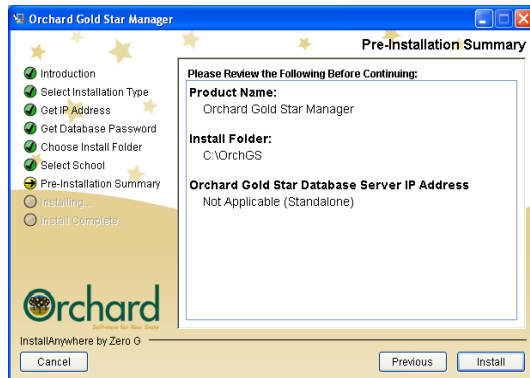 Orchard Gold Star Manager
Pre-Installation Summary
Introduction
Select Installation Type
Get IP Address
Get Database Password
Choose Install Folder
Select School
Pre-Installation Summary
Installing...
Install Complete
Please Review the Following Before Continuing:
Product Name:
Orchard Gold Star Manager
Install Folder:
C:\OrchGS
Orchard Gold Star Database Server IP Address
Not Applicable (Standalone)
Orchard
Software for Your State
InstallAnywhere by Zero G
Cancel
Previous
Install